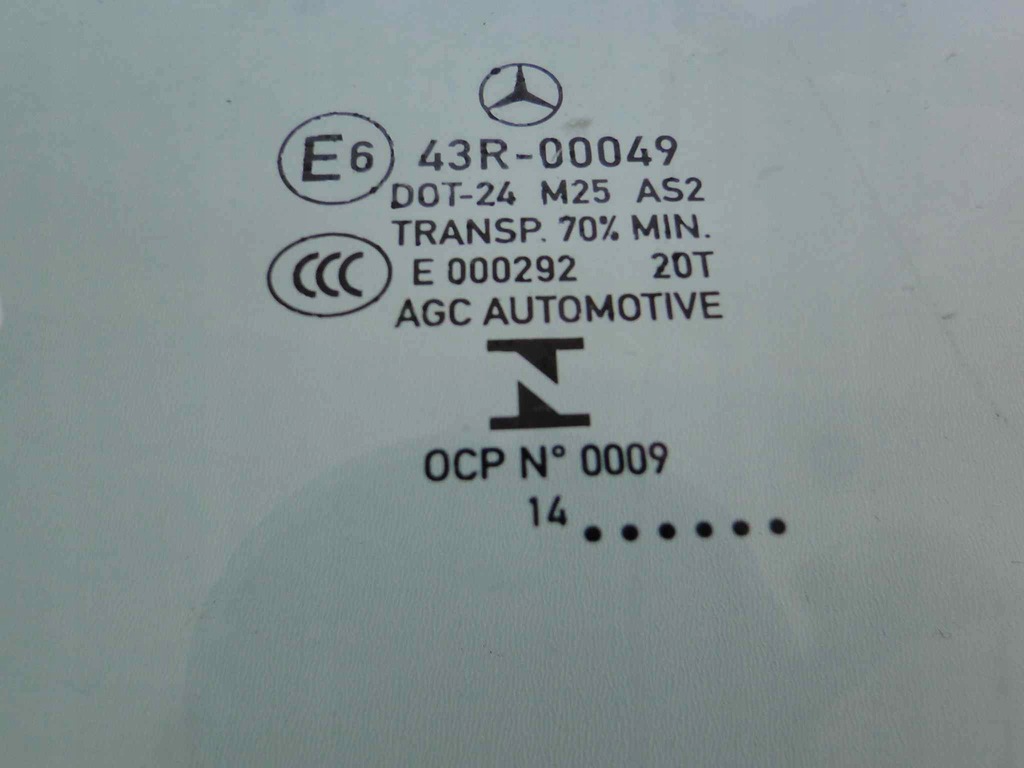 E6 43R-00049
DOT-24 M25 AS2
TRANSP. 70% MIN.
CCC E 000292 20T
AGC AUTOMOTIVE
OCP N° 0009
14 ......